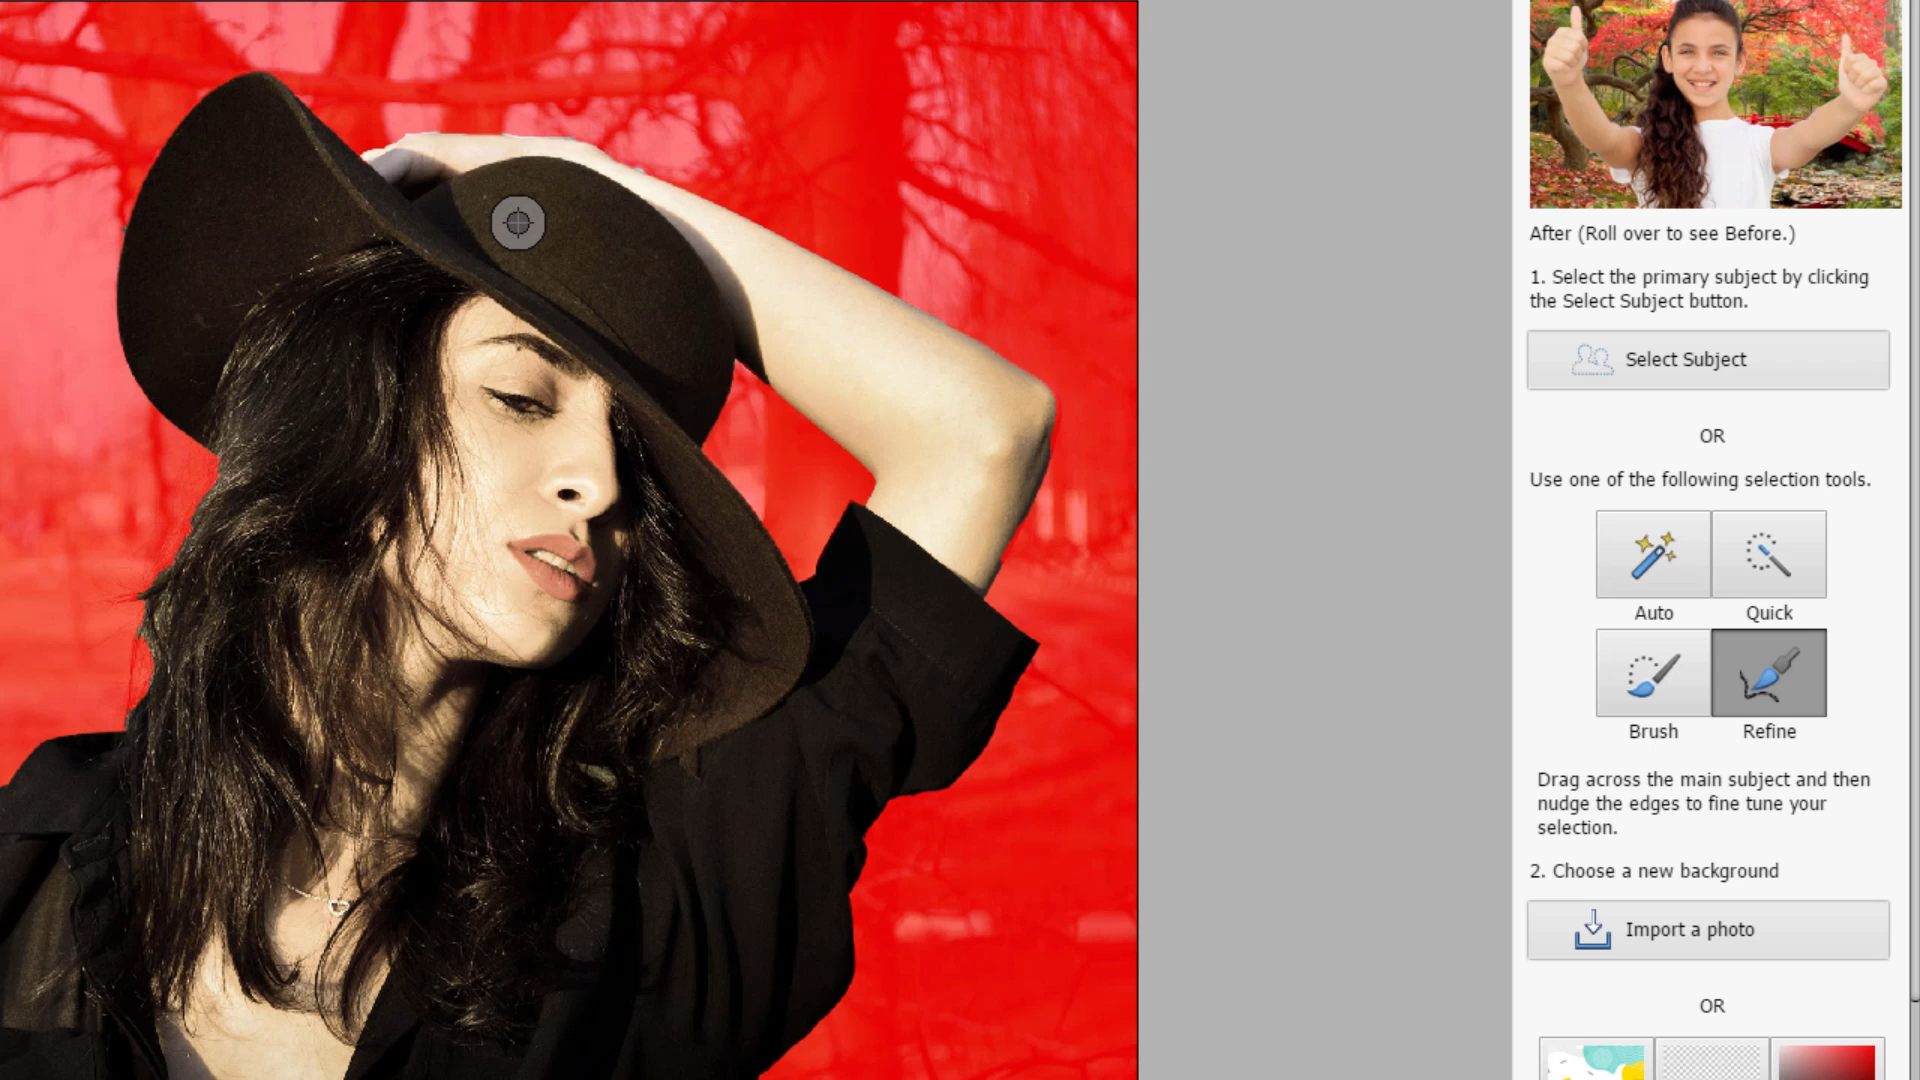 After (Roll over to see Before.)
1. Select the primary subject by clicking
the Select Subject button.
Select Subject
OR
Use one of the following selection tools.
Auto
Quick
Brush
Refine
Drag across the main subject and then
nudge the edges to fine tune your
selection.
2. Choose a new background
Import a photo
OR